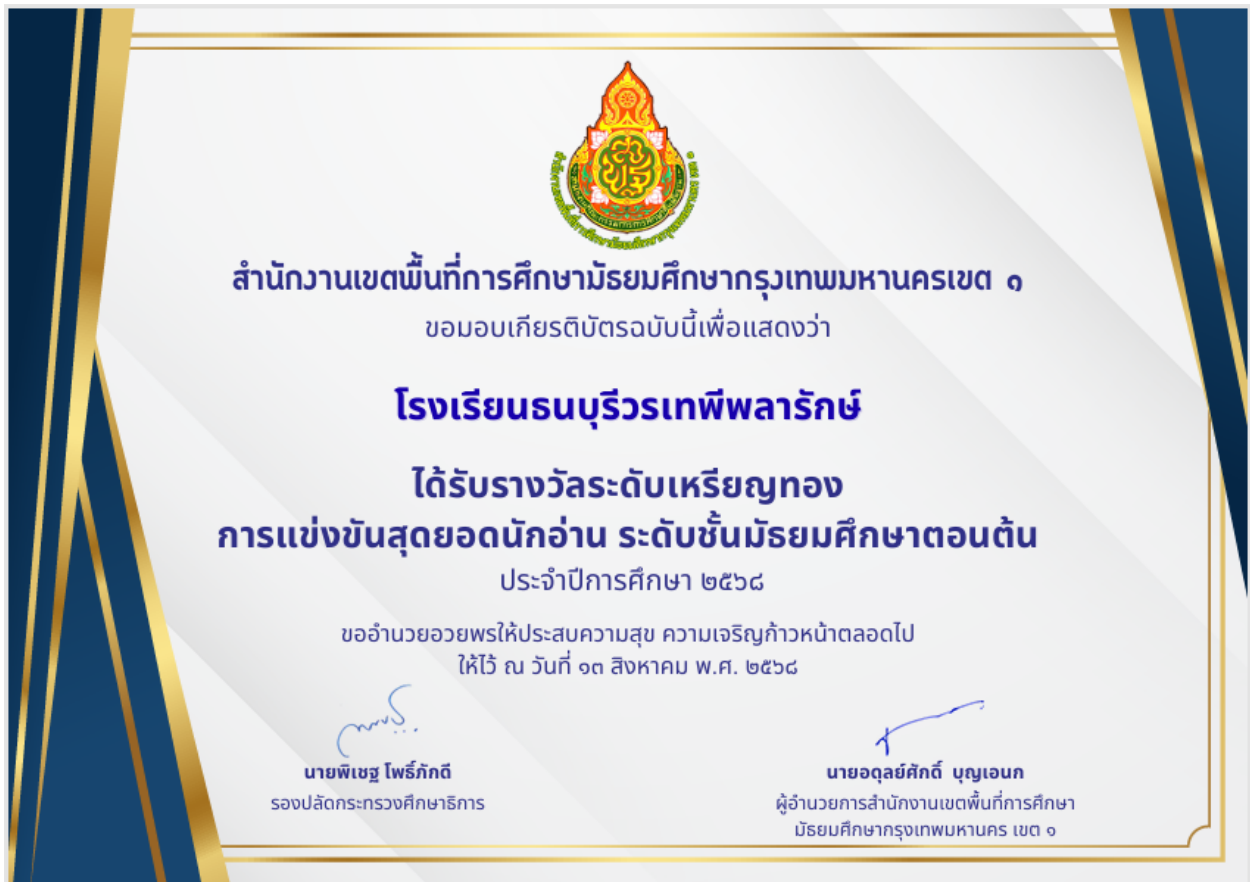 สำนักงานเขตพื้นที่การศึกษามัธยมศึกษากรุงเทพมหานครเขต ๑
ขอมอบเกียรติบัตรฉบับนี้เพื่อแสดงว่า
โรงเรียนธนบุรีวรเทพีพลารักษ์
ได้รับรางวัลระดับเหรียญทอง
การแข่งขันสุดยอดนักอ่าน ระดับชั้นมัธยมศึกษาตอนต้น
ประจำปีการศึกษา ๒๕๖๘
ขออำนวยอวยพรให้ประสบความสุข ความเจริญก้าวหน้าตลอดไป
ให้ไว้ ณ วันที่ ๑๓ สิงหาคม พ.ศ. ๒๕๖๘
นายพิเชฐ โพธิ์ภักดี
รองปลัดกระทรวงศึกษาธิการ
นายอดุลย์ศักดิ์ บุญเอนก
ผู้อำนวยการสำนักงานเขตพื้นที่การศึกษา
มัธยมศึกษากรุงเทพมหานคร เขต ๑